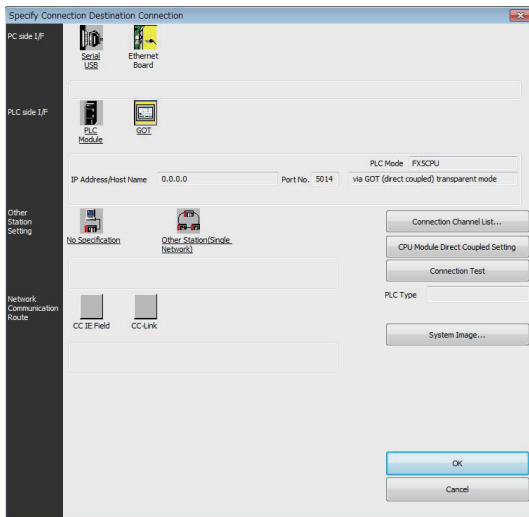 Specify Connection Destination Connection
PC side I/F
Serial
USB
Ethernet
Board
PLC side I/F
PLC
Module
GOT
PLC Mode FX5CPU
IP Address/Host Name 0.0.0.0 Port No. 5014 via GOT (direct coupled) transparent mode
Other
Station
Setting
No Specification
Other Station(Single
Network)
Connection Channel List...
CPU Module Direct Coupled Setting
Connection Test
PLC Type
Network
Communication
Route
CC IE Field
CC-Link
System Image...
OK
Cancel